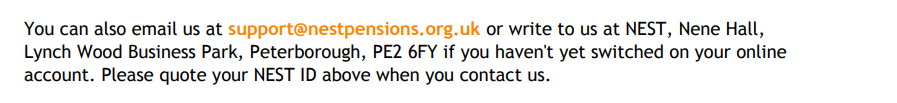 You can also email us at support@nestpensions.org.uk or write to us at NEST, Nene Hall,
Lynch Wood Business Park, Peterborough, PE2 6FY if you haven't yet switched on your online
account. Please quote your NEST ID above when you contact us.